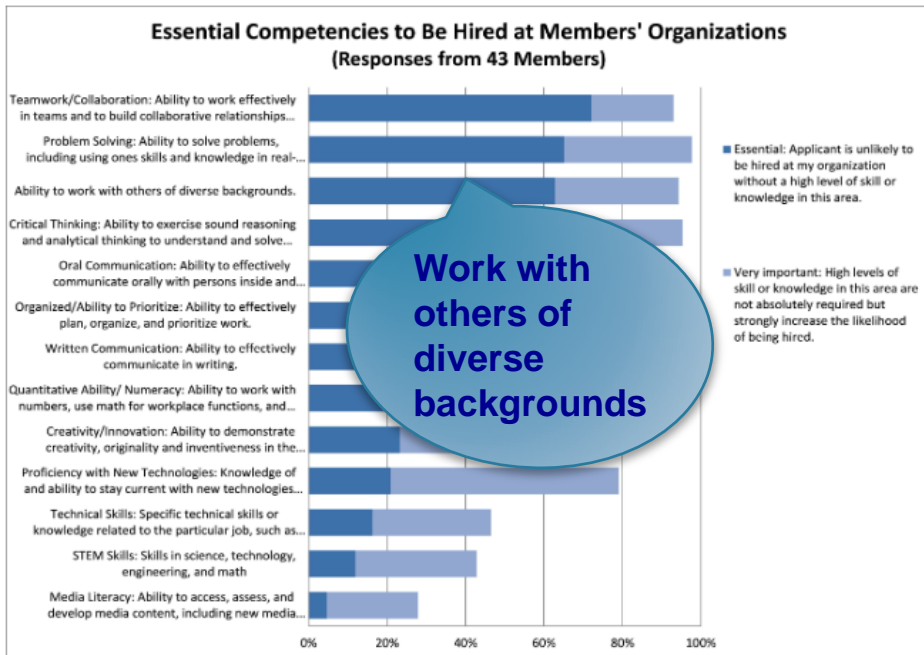 Essential Competencies to Be Hired at Members' Organizations
(Responses from 43 Members)
Teamwork/Collaboration: Ability to work effectively
in teams and to build collaborative relationships...
Problem Solving: Ability to solve problems,
including using ones skills and knowledge in real-...
Ability to work with others of diverse backgrounds.
Critical Thinking: Ability to exercise sound reasoning
and analytical thinking to understand and solve...
Oral Communication: Ability to effectively
communicate orally with persons inside and...
Organized/Ability to Prioritize: Ability to effectively
plan, organize, and prioritize work.
Written Communication: Ability to effectively
communicate in writing.
Quantitative Ability/ Numeracy: Ability to work with
numbers, use math for workplace functions, and...
Creativity/Innovation: Ability to demonstrate
creativity, originality and inventiveness in the...
Proficiency with New Technologies: Knowledge of
and ability to stay current with new technologies...
Technical Skills: Specific technical skills or
knowledge related to the particular job, such as...
STEM Skills: Skills in science, technology,
engineering, and math
Media Literacy: Ability to access, assess, and
develop media content, including new media...
0% 20% 40% 60% 80% 100%
Work with
others of
diverse
backgrounds
Essential: Applicant is unlikely to
be hired at my organization
without a high level of skill or
knowledge in this area.
Very important: High levels of
skill or knowledge in this area are
not absolutely required but
strongly increase the likelihood
of being hired.